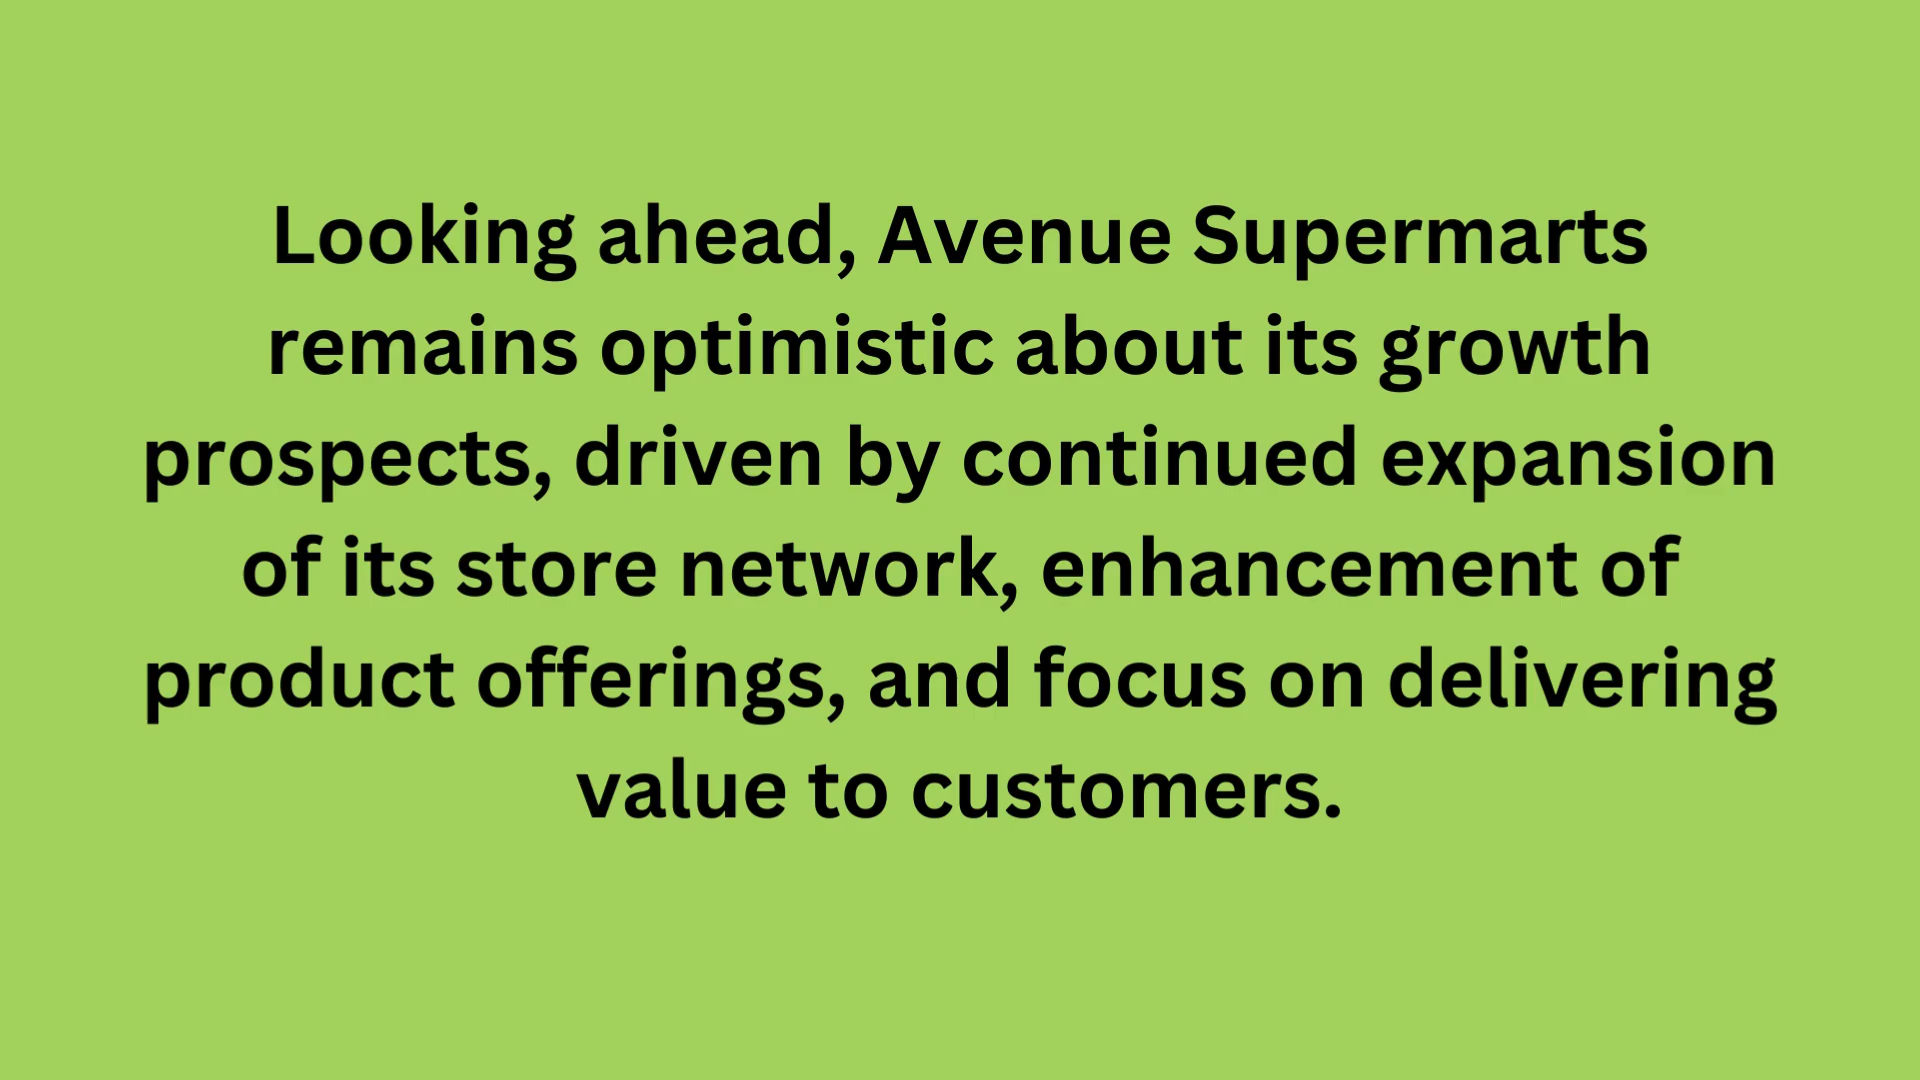 Looking ahead, Avenue Supermarts
remains optimistic about its growth
prospects, driven by continued expansion
of its store network, enhancement of
product offerings, and focus on delivering
value to customers.